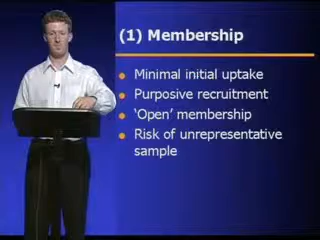 (1) Membership
Minimal initial uptake
Purposive recruitment
‘Open’ membership
Risk of unrepresentative
sample